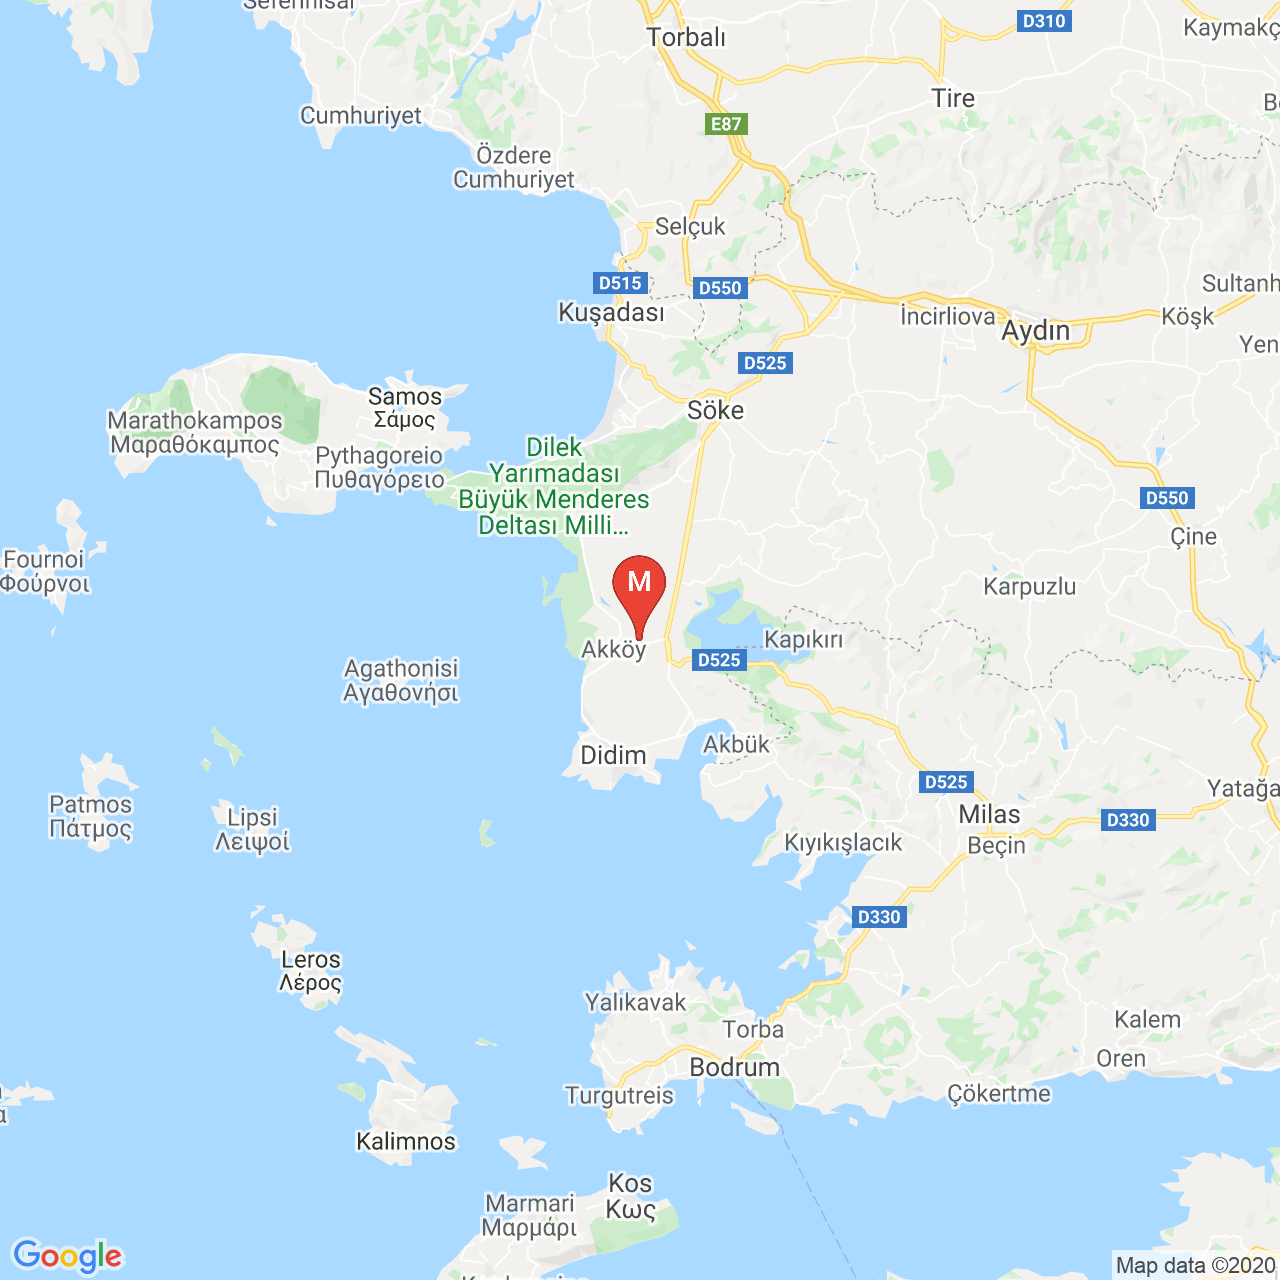 Seferihisar
Torbalı
D310
Kaymakç
Tire
Cumhuriyet
E87
Özdere
Cumhuriyet
Selçuk
D515
D550
Sultanh
Kuşadası
İncirliova
Aydın
Köşk
Yen
D525
Samos
Σάμος
Söke
Marathokampos
Μαραθόκαμπος
Pythagoreio
Πυθαγόρειο
Dilek
Yarımadası
Büyük Menderes
Deltası Milli...
D550
Çine
Fournoi
Φούρνοι
M
Karpuzlu
Akköy
Kapıkırı
D525
Agathonisi
Αγαθονήσι
Akbük
Didim
D525
Yatağa
Patmos
Πάτμος
Lipsi
Λειψοί
Milas
D330
Kıyıkışlacık
Beçin
D330
Leros
Λέρος
Yalıkavak
Torba
Kalem
Oren
Bodrum
Turgutreis
Çökertme
Kalimnos
Kos
Κως
Marmari
Μαρμάρι
Google
Map data ©2020